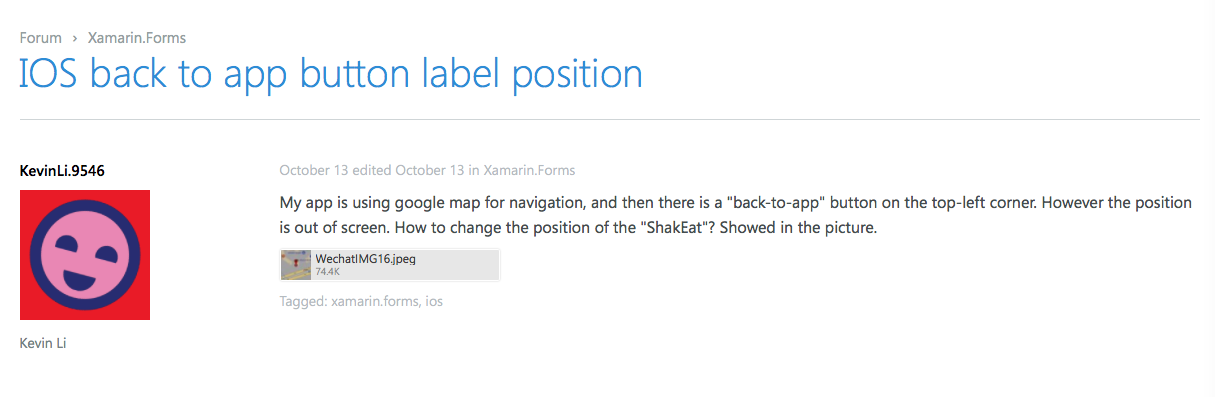 Forum › Xamarin.Forms
IOS back to app button label position
KevinLi.9546
October 13 edited October 13 in Xamarin.Forms
My app is using google map for navigation, and then there is a "back-to-app" button on the top-left corner. However the position
is out of screen. How to change the position of the "ShakEat"? Showed in the picture.
WechatIMG16.jpeg
74.4K
Tagged: xamarin.forms, ios
Kevin Li